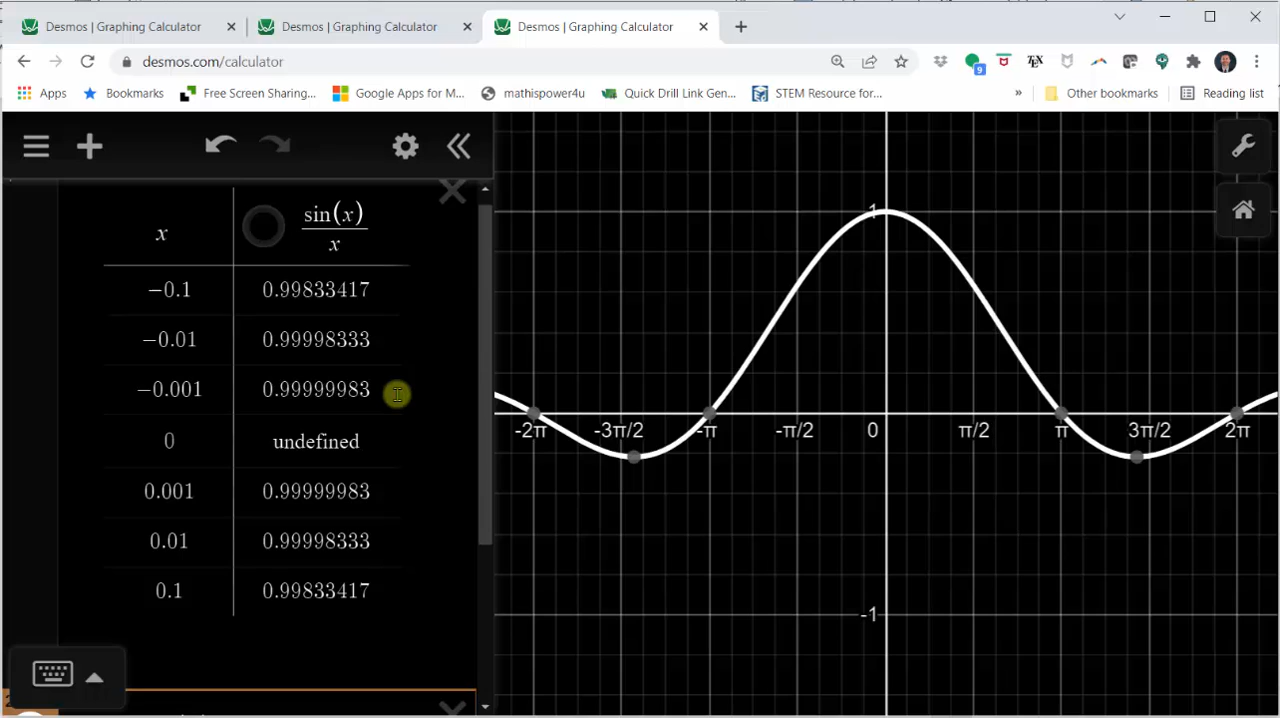 Desmos | Graphing Calculator Desmos | Graphing Calculator Desmos | Graphing Calculator
desmos.com/calculator
9 TEX
Apps Bookmarks Free Screen Sharing... Google Apps for M... mathispower4u Quick Drill Link Gen... STEM Resource for... » Other bookmarks Reading list
x sin(x)/x
−0.1 0.99833417
−0.01 0.99998333
−0.001 0.99999983
0 undefined
0.001 0.99999983
0.01 0.99998333
0.1 0.99833417
1
-2π -3π/2 -π -π/2 0 π/2 π 3π/2 2π
-1